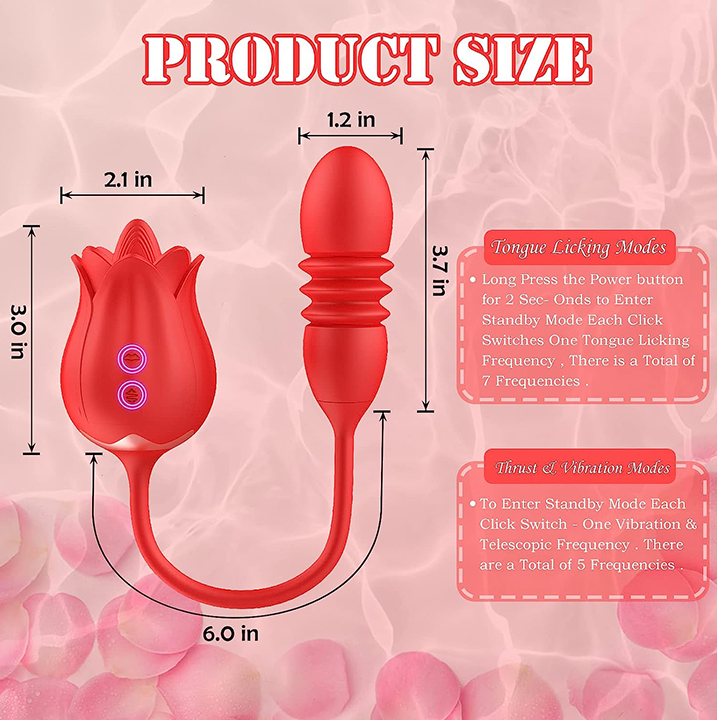 PRODUCT SIZE
1.2 in
2.1 in
3.7 in
3.0 in
6.0 in
Tongue Licking Modes
• Long Press the Power button
for 2 Sec- Onds to Enter
Standby Mode Each Click
Switches One Tongue Licking
Frequency , There is a Total of
7 Frequencies .
Thrust & Vibration Modes
• To Enter Standby Mode Each
Click Switch - One Vibration &
Telescopic Frequency . There
are a Total of 5 Frequencies .